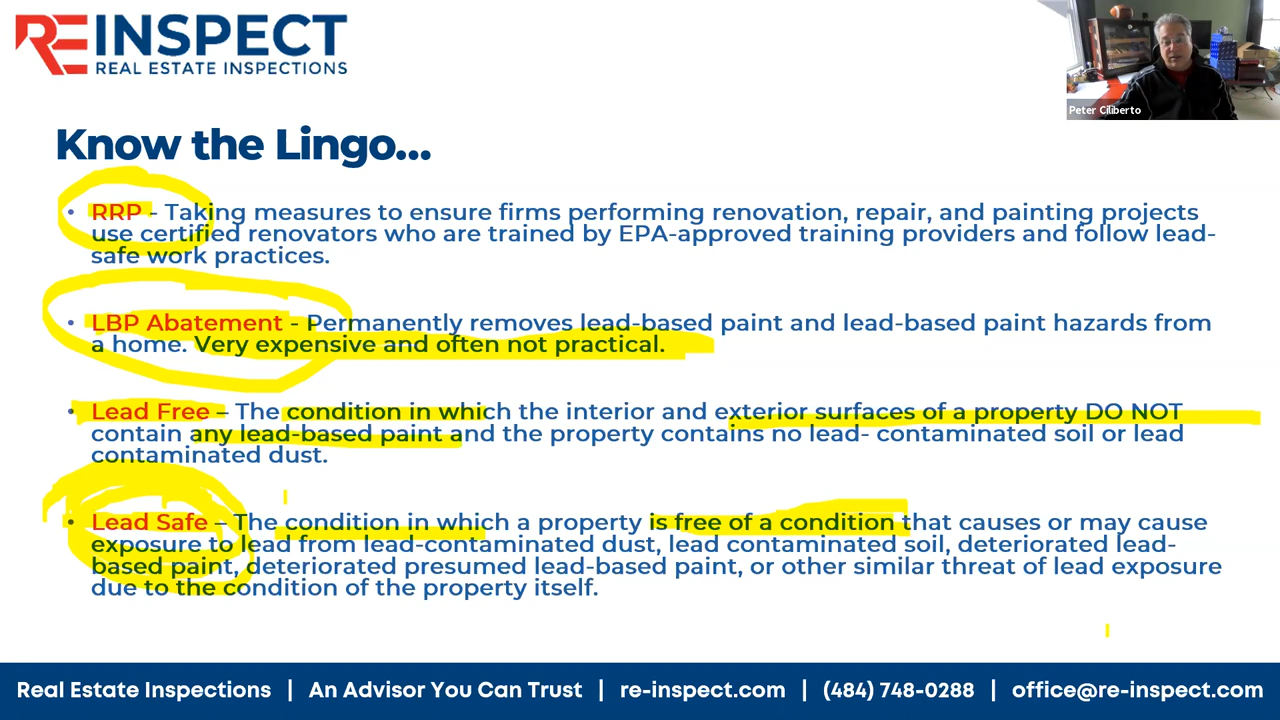 REINSPECT
REAL ESTATE INSPECTIONS
Peter Ciliberto
Know the Lingo...
• RRP - Taking measures to ensure firms performing renovation, repair, and painting projects
use certified renovators who are trained by EPA-approved training providers and follow lead-
safe work practices.
• LBP Abatement - Permanently removes lead-based paint and lead-based paint hazards from
a home. Very expensive and often not practical.
• Lead Free – The condition in which the interior and exterior surfaces of a property DO NOT
contain any lead-based paint and the property contains no lead- contaminated soil or lead
contaminated dust.
• Lead Safe – The condition in which a property is free of a condition that causes or may cause
exposure to lead from lead-contaminated dust, lead contaminated soil, deteriorated lead-
based paint, deteriorated presumed lead-based paint, or other similar threat of lead exposure
due to the condition of the property itself.
Real Estate Inspections | An Advisor You Can Trust | re-inspect.com | (484) 748-0288 | office@re-inspect.com